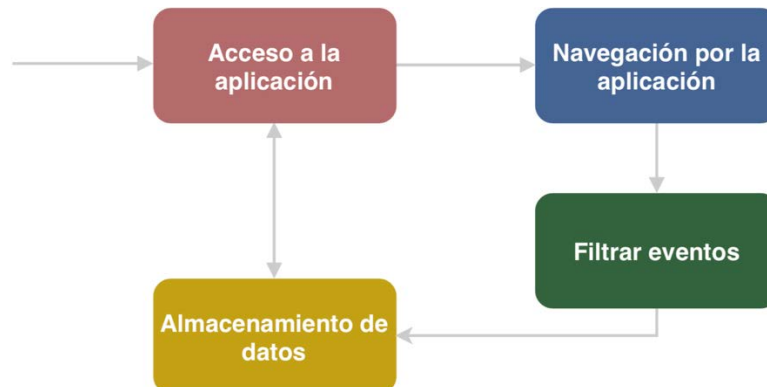 Acceso a la
aplicación
Navegación por la
aplicación
Filtrar eventos
Almacenamiento de
datos